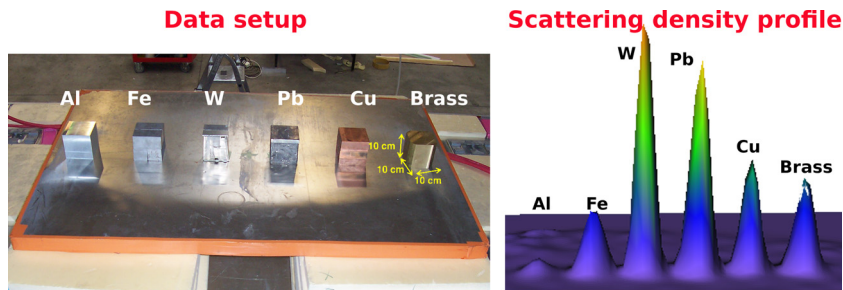 Data setup
Al Fe W Pb Cu Brass
10 cm
10 cm
10 cm
Scattering density profile
W
Pb
Cu
Brass
Fe
Al